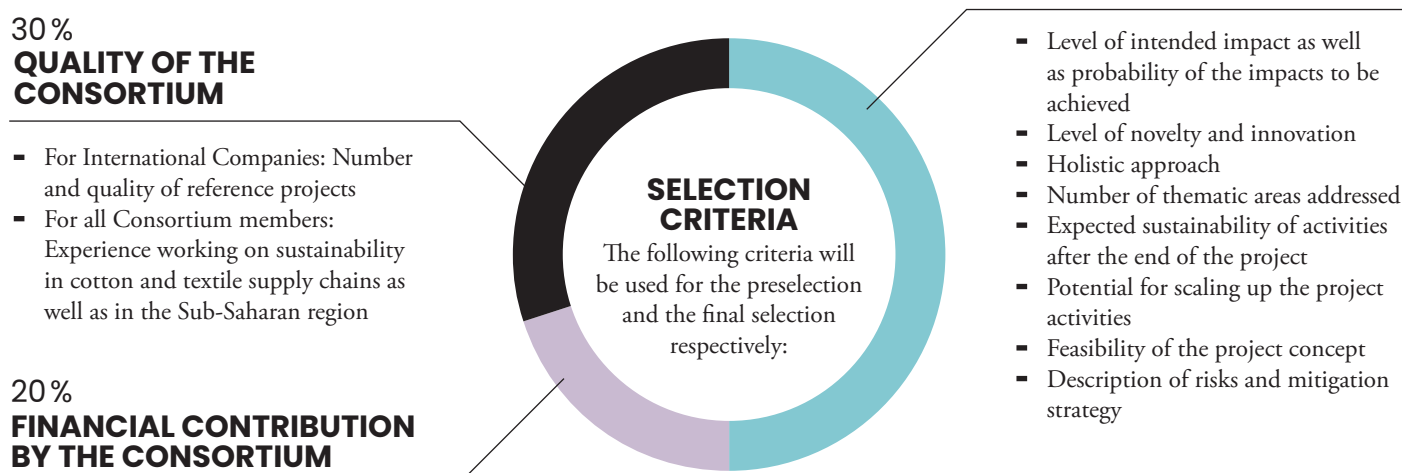 30 %
QUALITY OF THE
CONSORTIUM
- For International Companies: Number
and quality of reference projects
- For all Consortium members:
Experience working on sustainability
in cotton and textile supply chains as
well as in the Sub-Saharan region
20 %
FINANCIAL CONTRIBUTION
BY THE CONSORTIUM
SELECTION
CRITERIA
The following criteria will
be used for the preselection
and the final selection
respectively:
- Level of intended impact as well
as probability of the impacts to be
achieved
- Level of novelty and innovation
- Holistic approach
- Number of thematic areas addressed
- Expected sustainability of activities
after the end of the project
- Potential for scaling up the project
activities
- Feasibility of the project concept
- Description of risks and mitigation
strategy